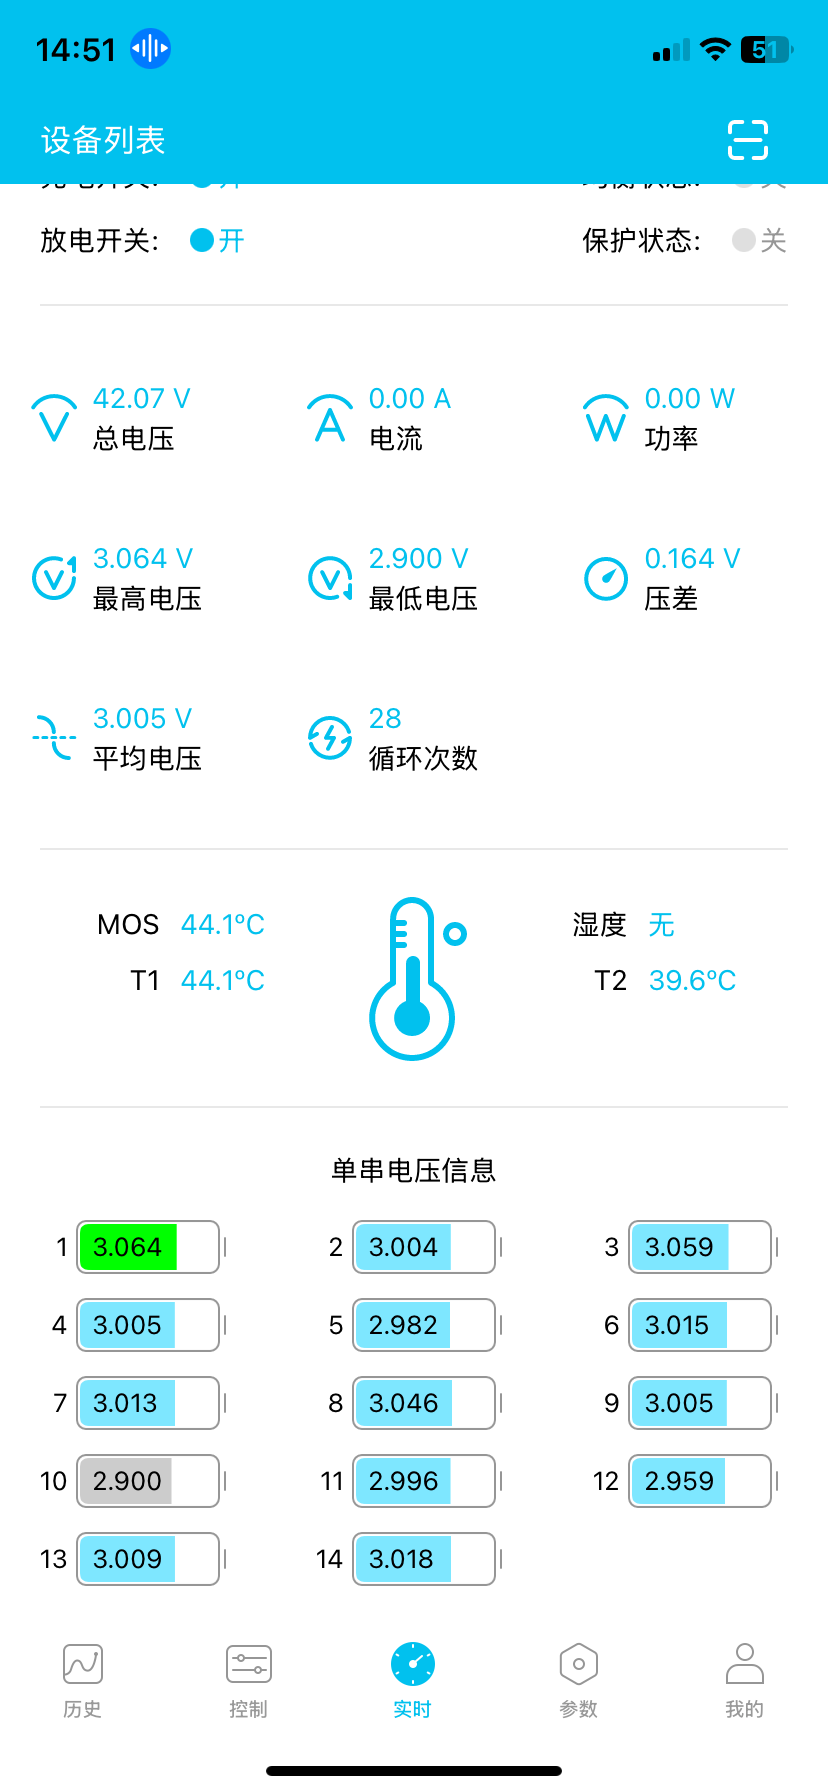 14:51
51
设备列表
放电开关: 开
保护状态: 关
42.07 V
总电压
0.00 A
电流
0.00 W
功率
3.064 V
最高电压
2.900 V
最低电压
0.164 V
压差
3.005 V
平均电压
28
循环次数
MOS 44.1°C
湿度 无
T1 44.1°C
T2 39.6°C
单串电压信息
1 3.064
2 3.004
3 3.059
4 3.005
5 2.982
6 3.015
7 3.013
8 3.046
9 3.005
10 2.900
11 2.996
12 2.959
13 3.009
14 3.018
历史
控制
实时
参数
我的